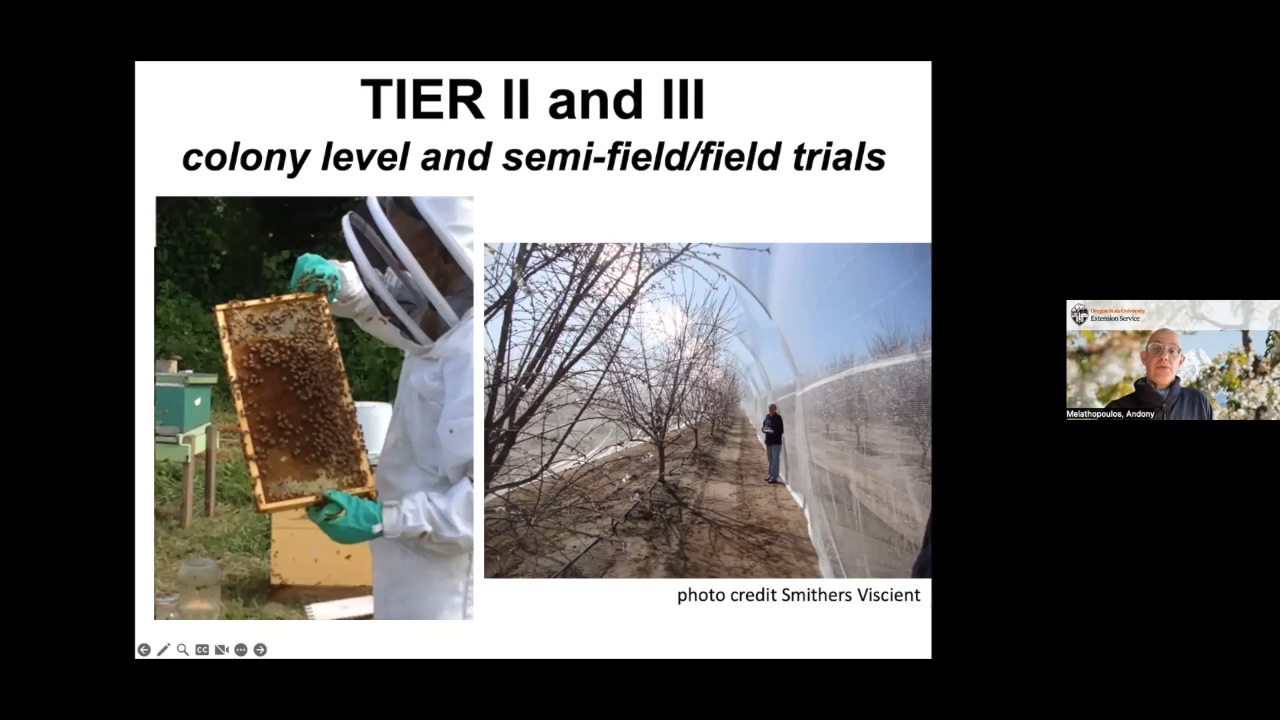 TIER II and III
colony level and semi-field/field trials
photo credit Smithers Viscient
CC
Oregon State University
Extension Service
Melathopoulos, Andony